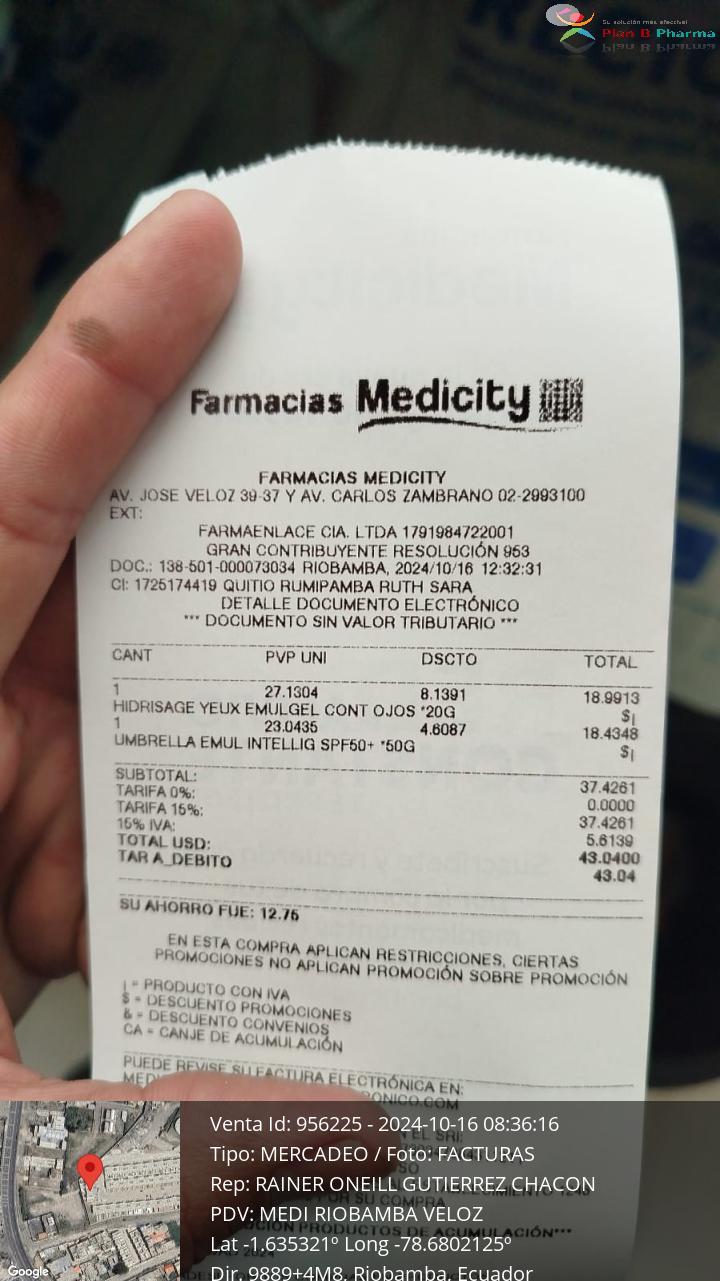 Su solución más efectiva!
Plan B Pharma
Farmacias Medicity
FARMACIAS MEDICITY
AV. JOSE VELOZ 39-37 Y AV. CARLOS ZAMBRANO 02-2993100
EXT:
FARMAENLACE CIA. LTDA 1791984722001
GRAN CONTRIBUYENTE RESOLUCIÓN 953
DOC.: 138-501-000073034 RIOBAMBA, 2024/10/16 12:32:31
CI: 1725174419 QUITIO RUMIPAMBA RUTH SARA
DETALLE DOCUMENTO ELECTRÓNICO
*** DOCUMENTO SIN VALOR TRIBUTARIO ***
CANT PVP UNI DSCTO TOTAL
1 27.1304 8.1391 18.9913
HIDRISAGE YEUX EMULGEL CONT OJOS *20G $|
1 23.0435 4.6087 18.4348
UMBRELLA EMUL INTELLIG SPF50+ *50G $|
SUBTOTAL: 37.4261
TARIFA 0%: 0.0000
TARIFA 15%: 37.4261
15% IVA: 5.6139
TOTAL USD: 43.0400
TAR A_DEBITO 43.04
SU AHORRO FUE: 12.75
EN ESTA COMPRA APLICAN RESTRICCIONES, CIERTAS
PROMOCIONES NO APLICAN PROMOCIÓN SOBRE PROMOCIÓN
| = PRODUCTO CON IVA
$ = DESCUENTO PROMOCIONES
& = DESCUENTO CONVENIOS
CA = CANJE DE ACUMULACIÓN
PUEDE REVISE SU FACTURA ELECTRÓNICA EN:
Venta Id: 956225 - 2024-10-16 08:36:16
Tipo: MERCADEO / Foto: FACTURAS
Rep: RAINER ONEILL GUTIERREZ CHACON
PDV: MEDI RIOBAMBA VELOZ
Lat -1.635321º Long -78.6802125º
Dir. 9889+4M8, Riobamba, Ecuador
Google